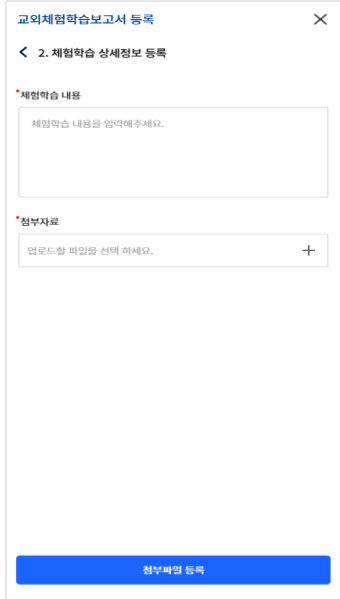 교외체험학습보고서 등록
2. 체험학습 상세정보 등록
*체험학습 내용
체험학습 내용을 입력해주세요.
*첨부자료
업로드할 파일을 선택 하세요.
첨부파일 등록